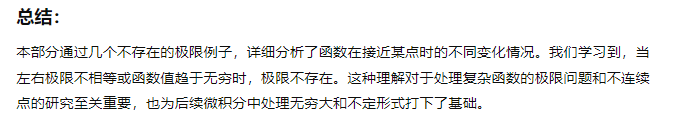 总结：
本部分通过几个不存在的极限例子，详细分析了函数在接近某点时的不同变化情况。我们学习到，当
左右极限不相等或函数值趋于无穷时，极限不存在。这种理解对于处理复杂函数的极限问题和不连续
点的研究至关重要，也为后续微积分中处理无穷大和不定形式打下了基础。